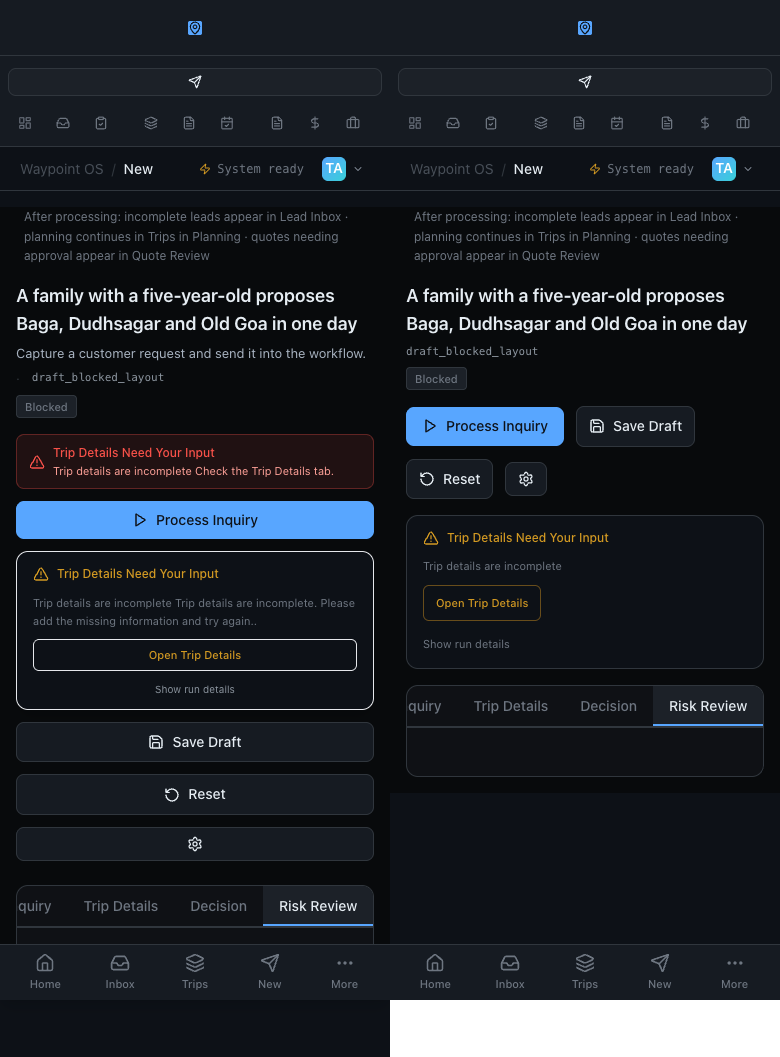 Waypoint OS / New
System ready
TA
After processing: incomplete leads appear in Lead Inbox ·
planning continues in Trips in Planning · quotes needing
approval appear in Quote Review
A family with a five-year-old proposes
Baga, Dudhsagar and Old Goa in one day
Capture a customer request and send it into the workflow.
· draft_blocked_layout
Blocked
Trip Details Need Your Input
Trip details are incomplete Check the Trip Details tab.
Process Inquiry
Trip Details Need Your Input
Trip details are incomplete Trip details are incomplete. Please
add the missing information and try again..
Open Trip Details
Show run details
Save Draft
Reset
quiry
Trip Details
Decision
Risk Review
Home
Inbox
Trips
New
More
Waypoint OS / New
System ready
TA
After processing: incomplete leads appear in Lead Inbox ·
planning continues in Trips in Planning · quotes needing
approval appear in Quote Review
A family with a five-year-old proposes
Baga, Dudhsagar and Old Goa in one day
draft_blocked_layout
Blocked
Process Inquiry
Save Draft
Reset
Trip Details Need Your Input
Trip details are incomplete
Open Trip Details
Show run details
quiry
Trip Details
Decision
Risk Review
Home
Inbox
Trips
New
More